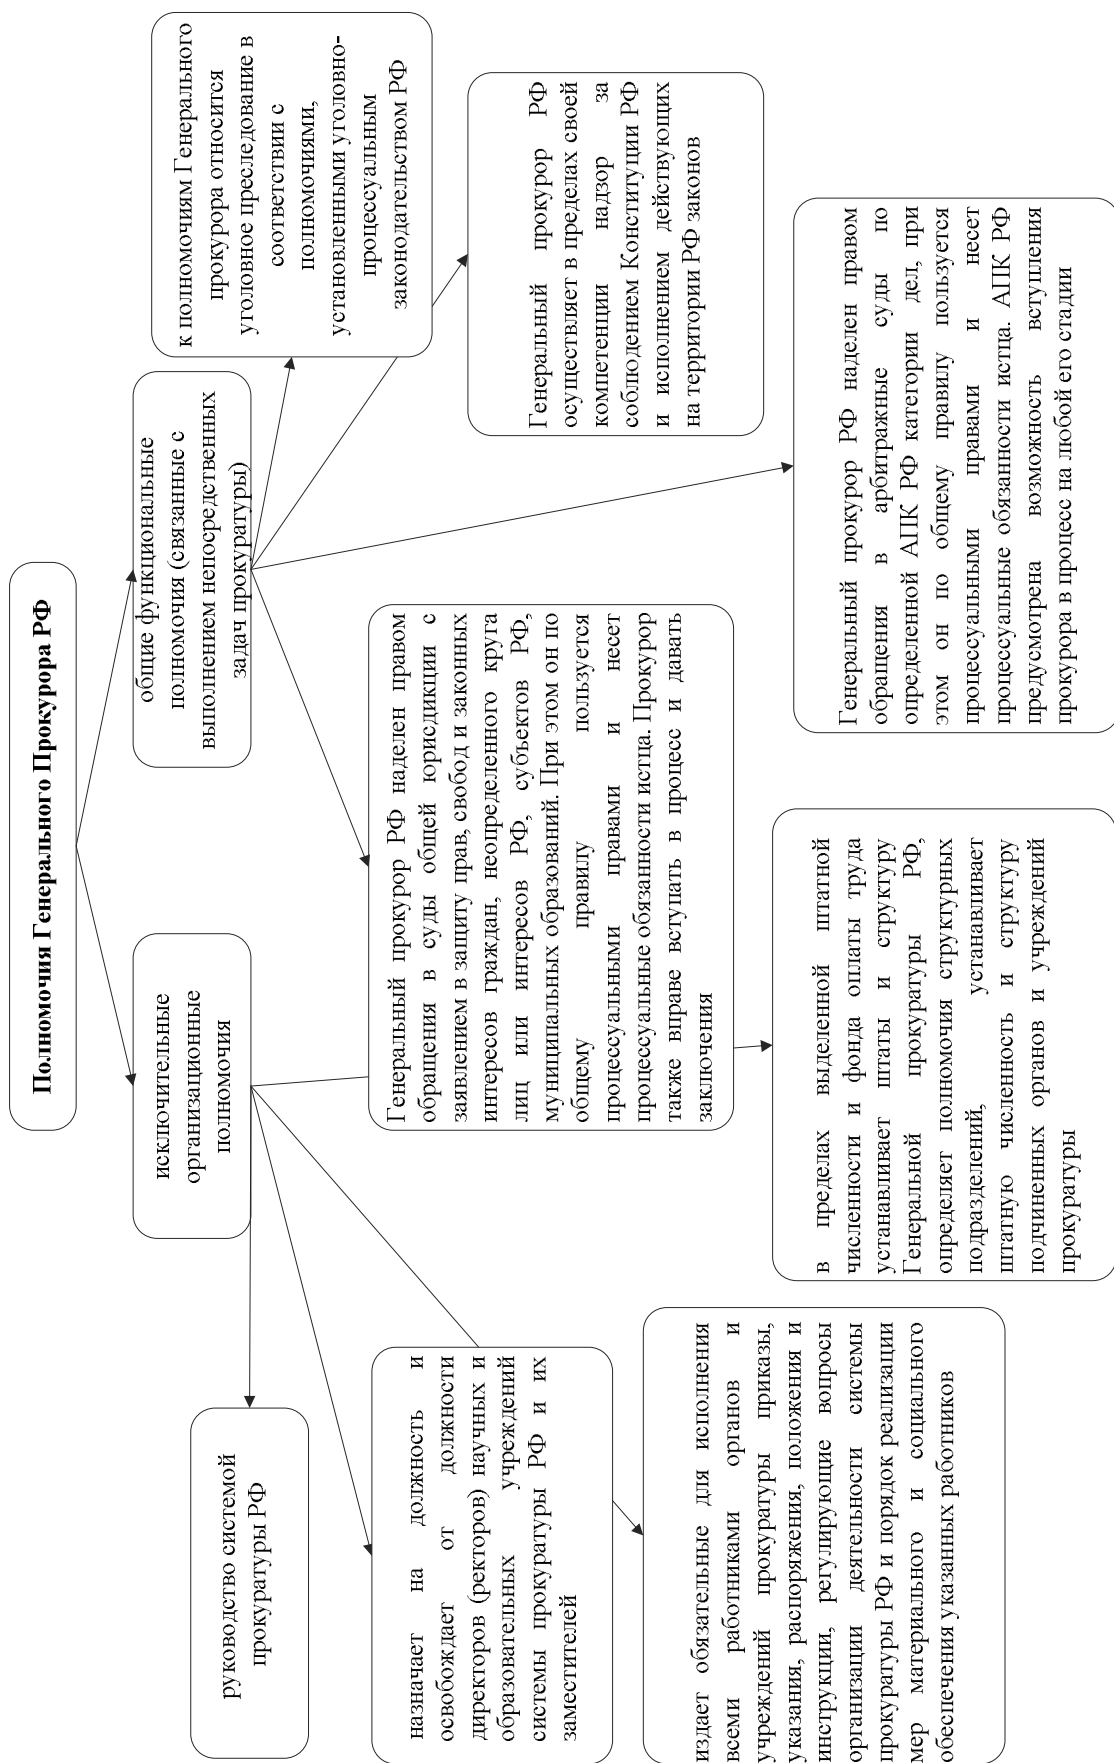 Полномочия Генерального Прокурора РФ
исключительные
организационные
полномочия
общие функциональные
полномочия (связанные с
выполнением непосредственных
задач прокуратуры)
руководство системой
прокуратуры РФ
назначает на должность и
освобождает от должности
директоров (ректоров) научных и
образовательных учреждений
системы прокуратуры РФ и их
заместителей
издает обязательные для исполнения
всеми работниками органов и
учреждений прокуратуры приказы,
указания, распоряжения, положения и
инструкции, регулирующие вопросы
организации деятельности системы
прокуратуры РФ и порядок реализации
мер материального и социального
обеспечения указанных работников
в пределах выделенной штатной
численности и фонда оплаты труда
устанавливает штаты и структуру
Генеральной прокуратуры РФ,
определяет полномочия структурных
подразделений, устанавливает
штатную численность и структуру
подчиненных органов и учреждений
прокуратуры
Генеральный прокурор РФ наделен правом
обращения в суды общей юрисдикции с
заявлением в защиту прав, свобод и законных
интересов граждан, неопределенного круга
лиц или интересов РФ, субъектов РФ,
муниципальных образований. При этом он по
общему правилу пользуется
процессуальными правами и несет
процессуальные обязанности истца. Прокурор
также вправе вступать в процесс и давать
заключения
Генеральный прокурор РФ наделен правом
обращения в арбитражные суды по
определенной АПК РФ категории дел, при
этом он по общему правилу пользуется
процессуальными правами и несет
процессуальные обязанности истца. АПК РФ
предусмотрена возможность вступления
прокурора в процесс на любой его стадии
Генеральный прокурор РФ
осуществляет в пределах своей
компетенции надзор за
соблюдением Конституции РФ
и исполнением действующих
на территории РФ законов
к полномочиям Генерального
прокурора относится
уголовное преследование в
соответствии с
полномочиями,
установленными уголовно-
процессуальным
законодательством РФ